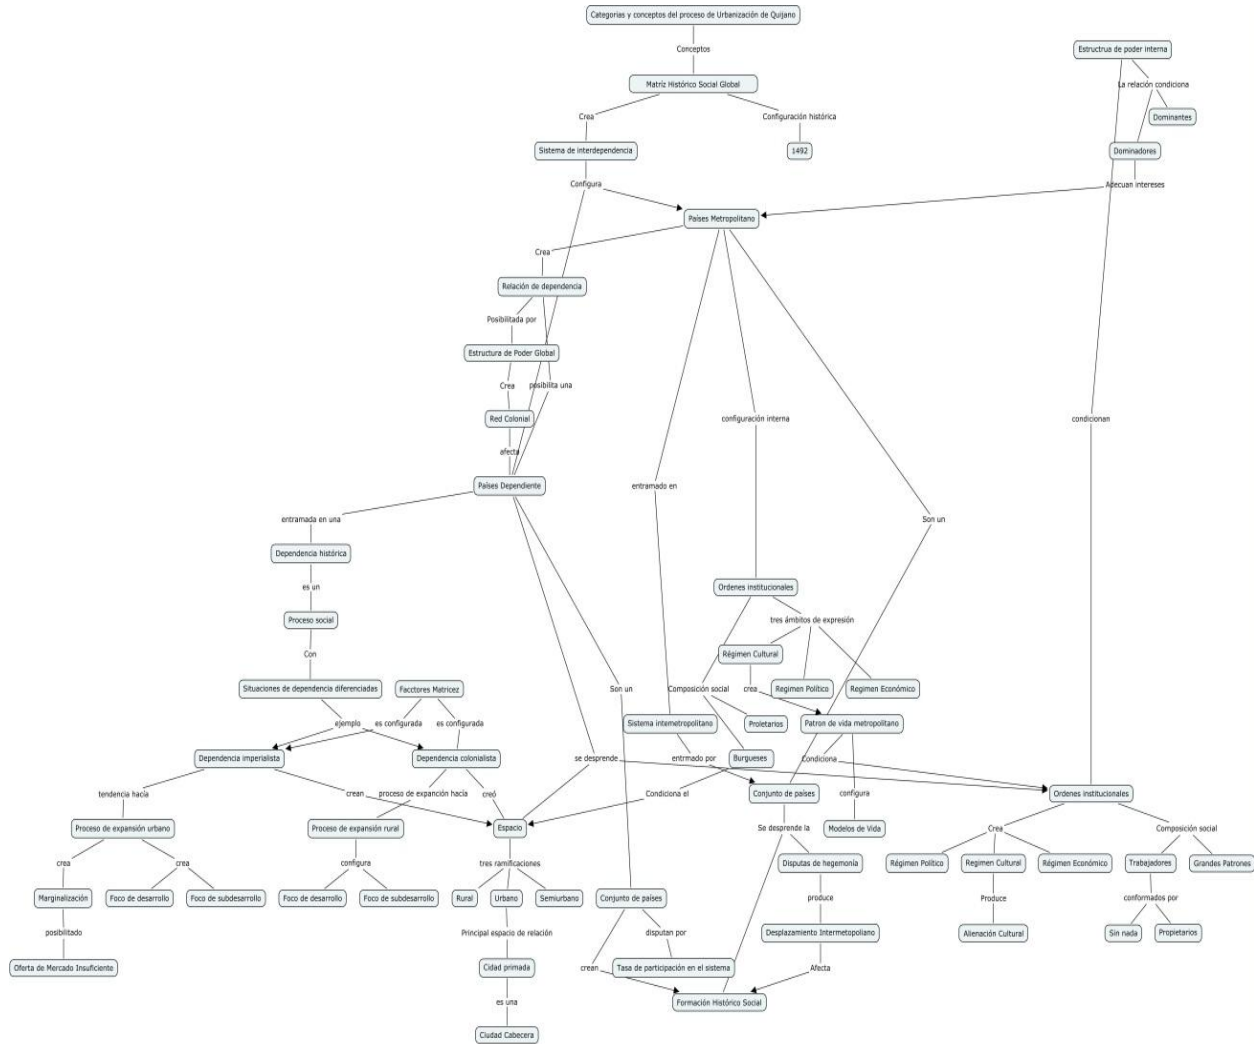 Categorias y conceptos del proceso de Urbanización de Quijano
Conceptos
Estructrua de poder interna
Matríz Histórico Social Global
La relación condiciona
Crea
Configuración histórica
Dominantes
Sistema de interdependencia
1492
Dominadores
Configura
Adecuan intereses
Países Metropolitano
Crea
Relación de dependencia
Posibilitada por
Estructura de Poder Global
Crea
posibilita una
Red Colonial
configuración interna
condicionan
afecta
Países Dependiente
entramado en
entramada en una
Son un
Dependencia histórica
es un
Ordenes institucionales
Proceso social
tres ámbitos de expresión
Con
Régimen Cultural
Situaciones de dependencia diferenciadas
Facctores Matricez
Son un
Composición social
crea
Regimen Político
Regimen Económico
ejemplo
es configurada
es configurada
Sistema intemetropolitano
Proletarios
Patron de vida metropolitano
Dependencia imperialista
Dependencia colonialista
se desprende
entrmado por
Burgueses
Condiciona
tendencia hacía
crean
proceso de expanción hacía
creó
Condiciona el
Conjunto de países
configura
Ordenes institucionales
Proceso de expansión urbano
Proceso de expansión rural
Espacio
Se desprende la
Modelos de Vida
Crea
Composición social
crea
crea
configura
tres ramificaciones
Disputas de hegemonía
Régimen Político
Regimen Cultural
Régimen Económico
Trabajadores
Grandes Patrones
Marginalización
Foco de desarrollo
Foco de subdesarrollo
Foco de desarrollo
Foco de subdesarrollo
Rural
Urbano
Semiurbano
Conjunto de países
produce
Produce
conformados por
posibilitado
Principal espacio de relación
disputan por
Desplazamiento Intermetopoliano
Alienación Cultural
Sin nada
Propietarios
Oferta de Mercado Insuficiente
Cidad primada
crean
Tasa de participación en el sistema
Afecta
es una
Formación Histórico Social
Ciudad Cabecera